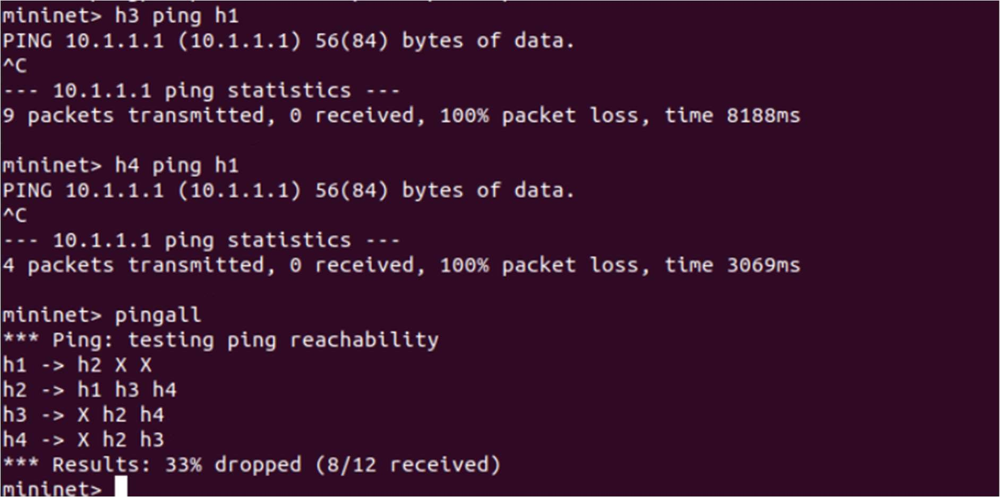 mininet> h3 ping h1
PING 10.1.1.1 (10.1.1.1) 56(84) bytes of data.
^C
--- 10.1.1.1 ping statistics ---
9 packets transmitted, 0 received, 100% packet loss, time 8188ms
mininet> h4 ping h1
PING 10.1.1.1 (10.1.1.1) 56(84) bytes of data.
^C
--- 10.1.1.1 ping statistics ---
4 packets transmitted, 0 received, 100% packet loss, time 3069ms
mininet> pingall
*** Ping: testing ping reachability
h1 -> h2 X X
h2 -> h1 h3 h4
h3 -> X h2 h4
h4 -> X h2 h3
*** Results: 33% dropped (8/12 received)
mininet>